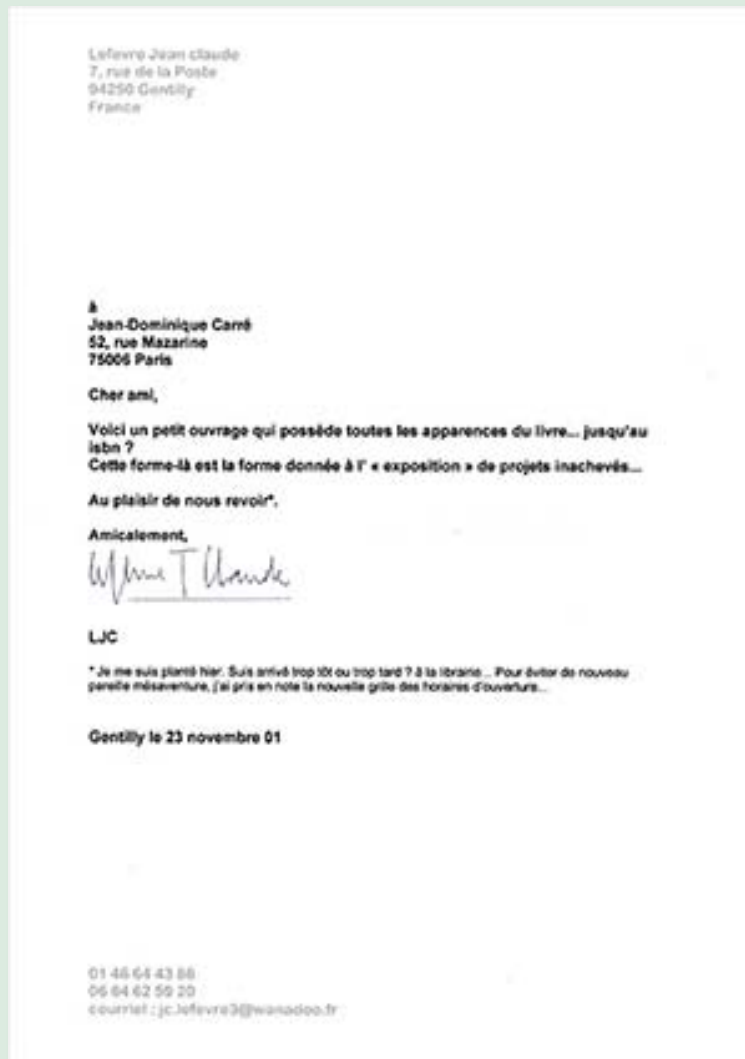 Lefevre Jean claude
7, rue de la Poste
94250 Gentilly
France
à
Jean-Dominique Carré
52, rue Mazarine
75006 Paris
Cher ami,
Voici un petit ouvrage qui possède toutes les apparences du livre... jusqu'au
isbn ?
Cette forme-là est la forme donnée à l' « exposition » de projets inachevés...
Au plaisir de nous revoir*.
Amicalement,
LJC
* Je me suis planté hier. Suis arrivé trop tôt ou trop tard ? à la librairie... Pour éviter de nouveau
pareille mésaventure, j'ai pris en note la nouvelle grille des horaires d'ouverture...
Gentilly le 23 novembre 01
01 46 64 43 86
06 64 62 50 20
courriel : jc.lefevre3@wanadoo.fr